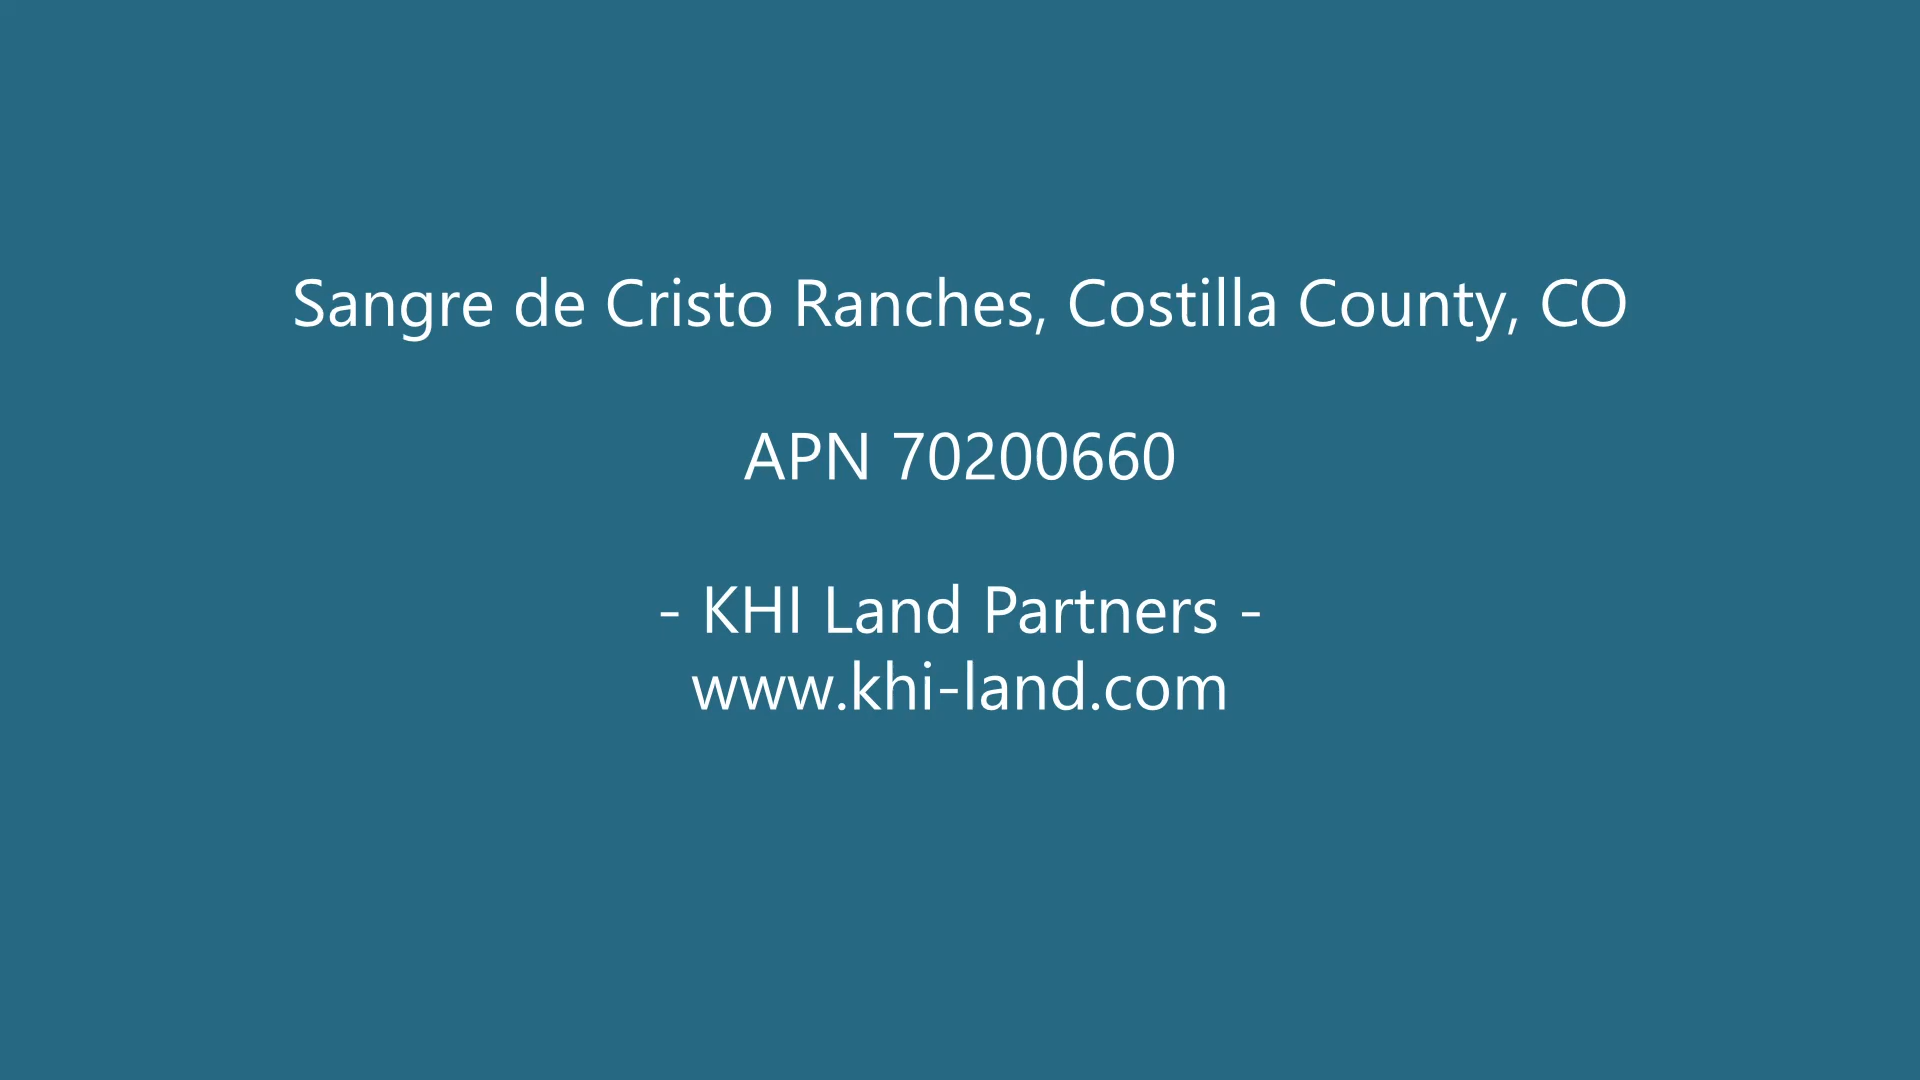 Sangre de Cristo Ranches, Costilla County, CO
APN 70200660
- KHI Land Partners -
www.khi-land.com